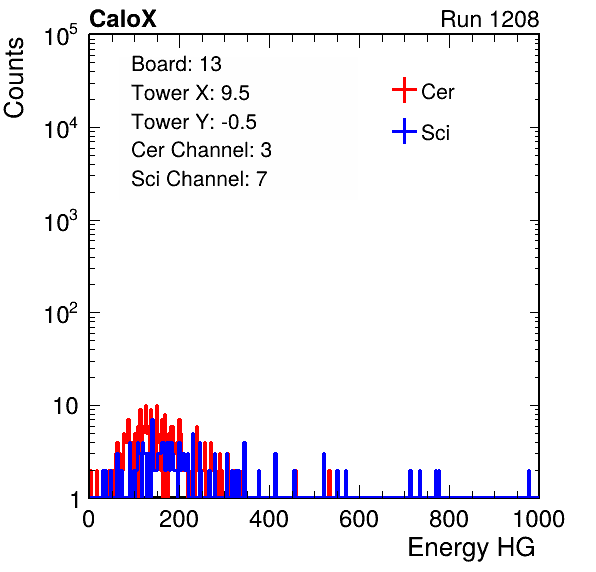 CaloX Run 1208
Counts
10^5
10^4
10^3
10^2
10
1
Board: 13
Tower X: 9.5
Tower Y: -0.5
Cer Channel: 3
Sci Channel: 7
Cer
Sci
0 200 400 600 800 1000
Energy HG